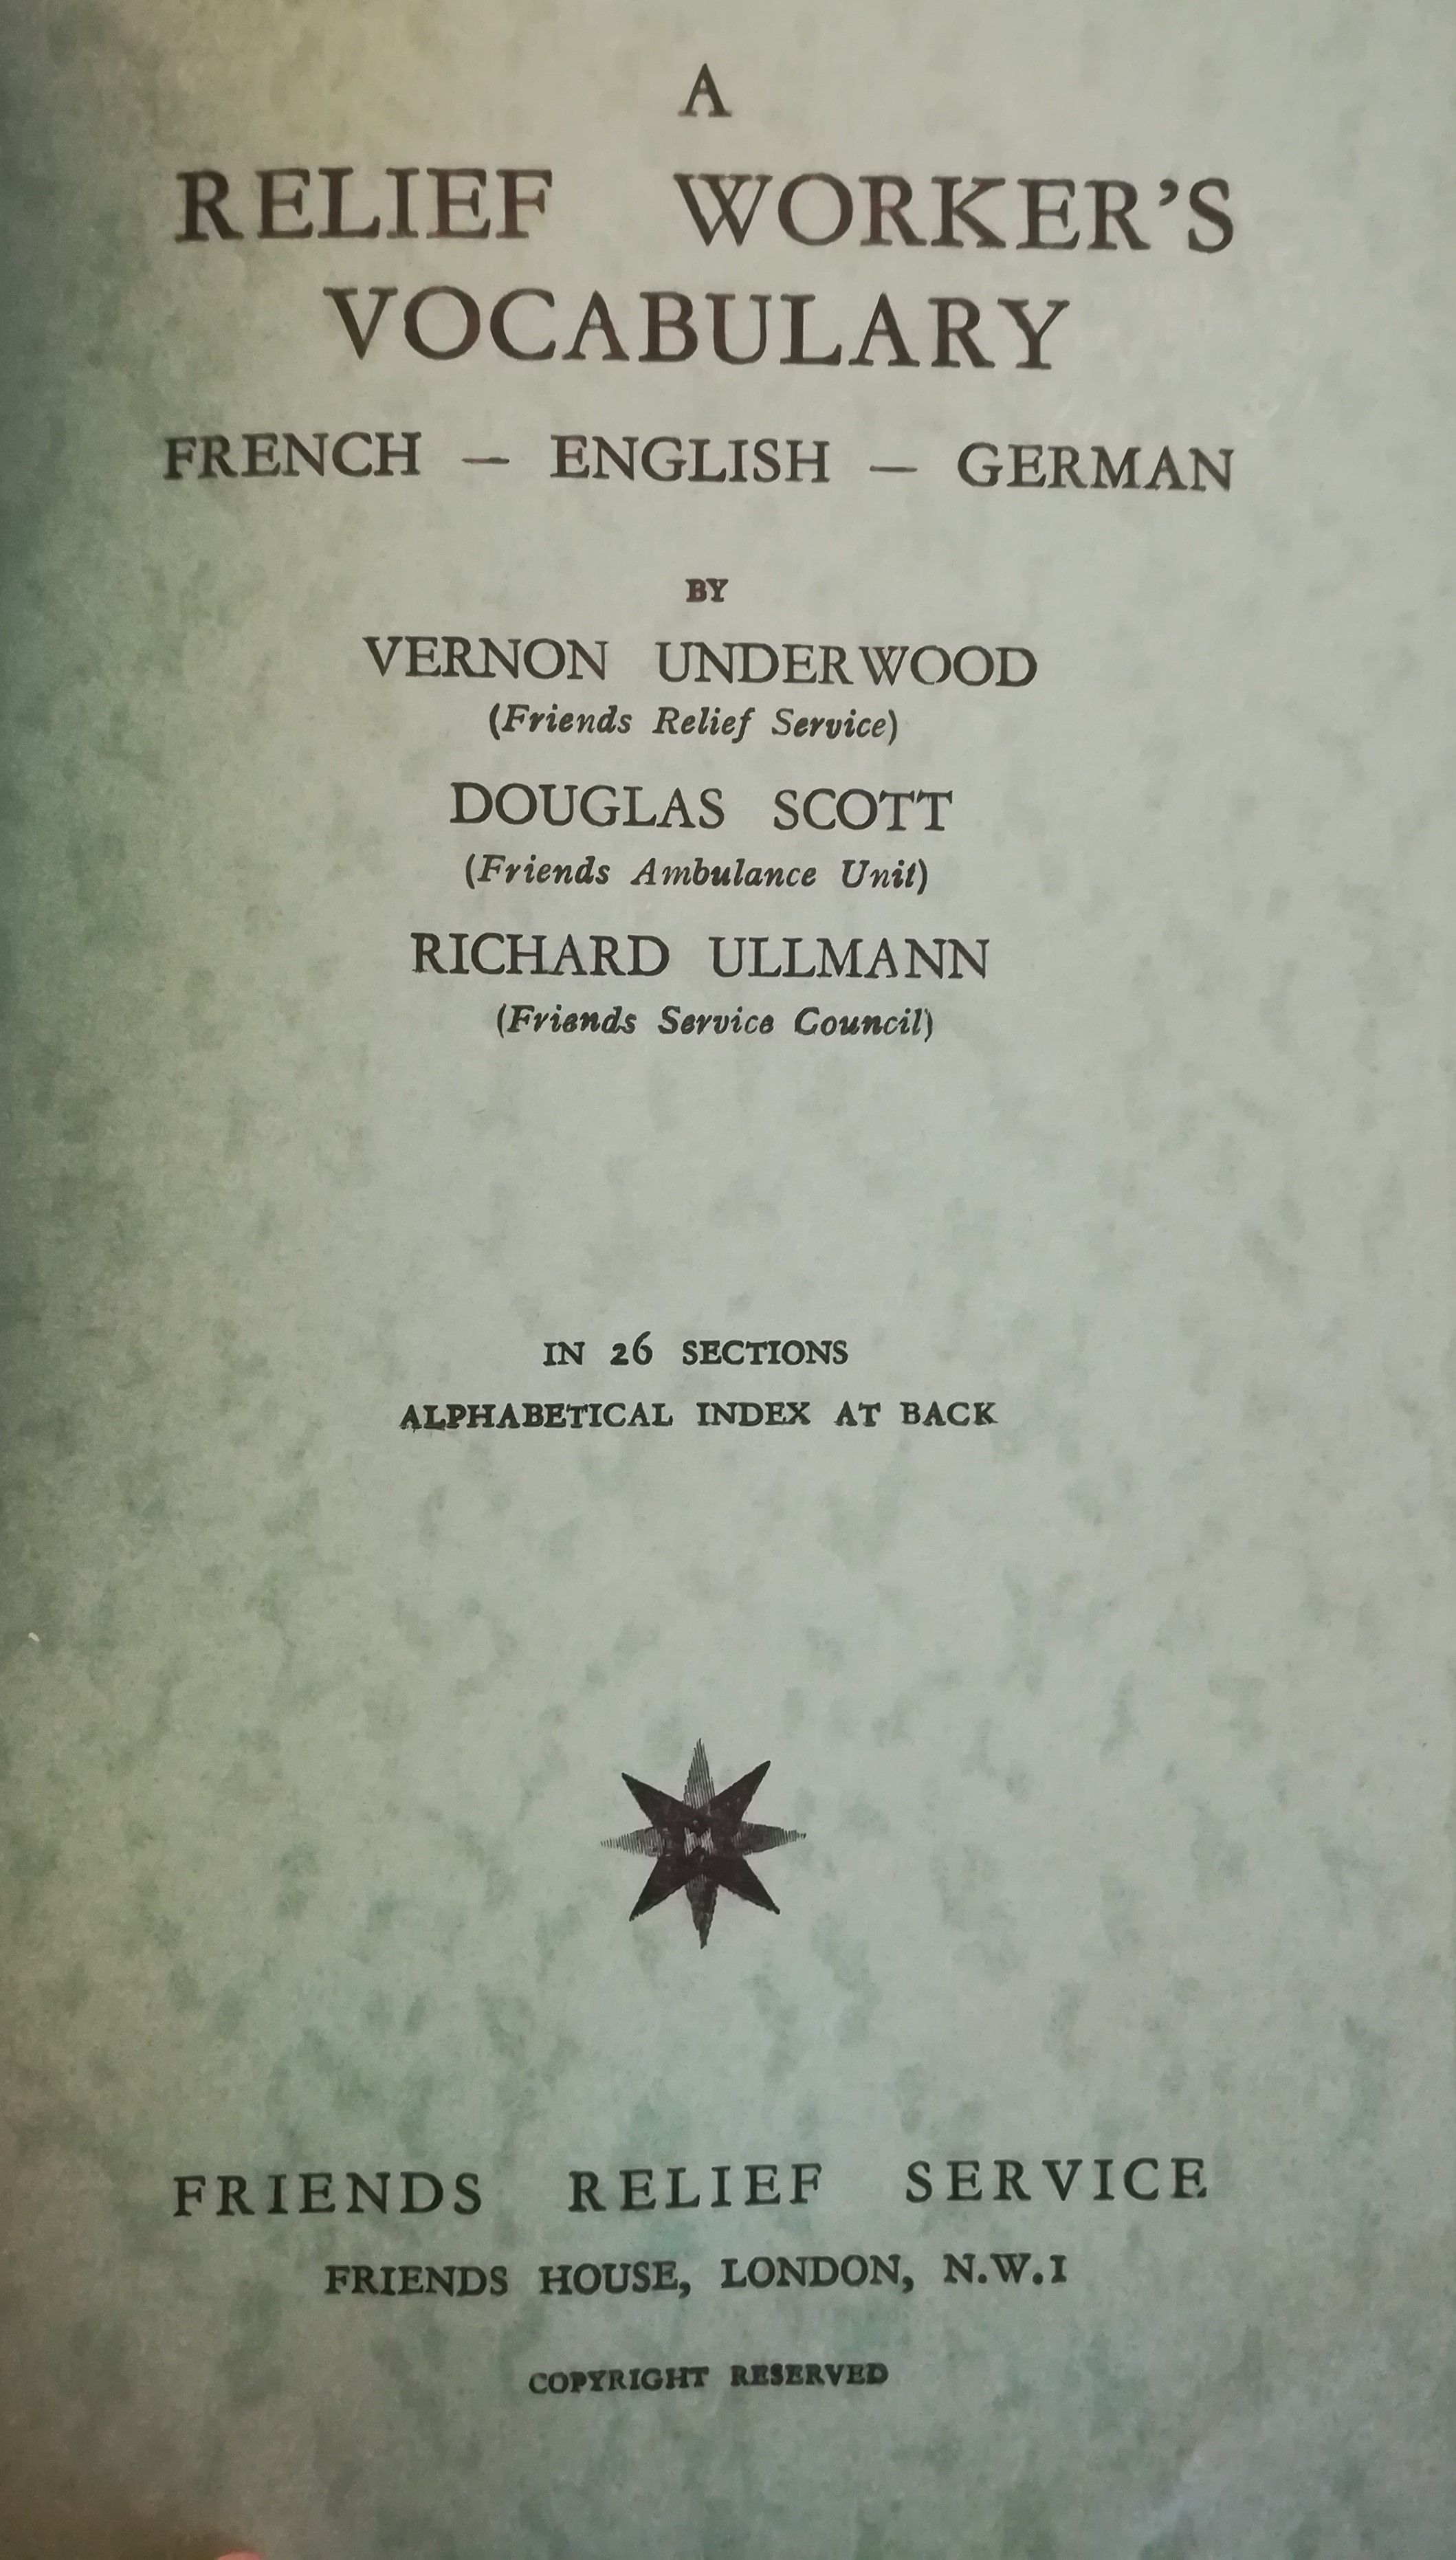 A
RELIEF WORKER'S
VOCABULARY
FRENCH — ENGLISH — GERMAN
BY
VERNON UNDERWOOD
(Friends Relief Service)
DOUGLAS SCOTT
(Friends Ambulance Unit)
RICHARD ULLMANN
(Friends Service Council)
IN 26 SECTIONS
ALPHABETICAL INDEX AT BACK
FRIENDS RELIEF SERVICE
FRIENDS HOUSE, LONDON, N.W.1
COPYRIGHT RESERVED